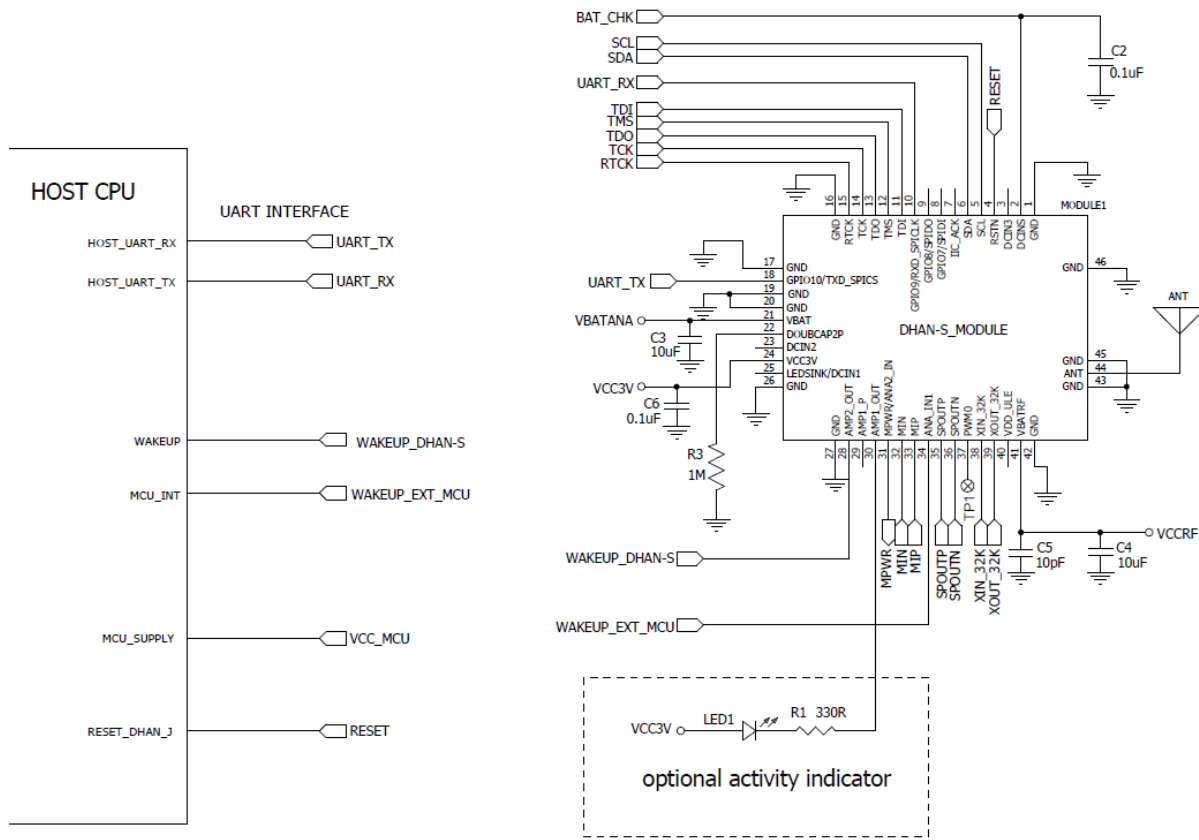 HOST CPU
UART INTERFACE
HOST_UART_RX
UART_TX
HOST_UART_TX
UART_RX
WAKEUP
WAKEUP_DHAN-S
MCU_INT
WAKEUP_EXT_MCU
MCU_SUPPLY
VCC_MCU
RESET_DHAN_J
RESET
BAT_CHK
SCL
SDA
UART_RX
TDI
TMS
TDO
TCK
RTCK
C2
0.1uF
RESET
MODULE1
16 GND
15 RTCK
14 TCK
13 TDO
12 TMS
11 TDI
10 GPIO9/RXD_SPICLK
9 GPIO8/SPIDO
8 GPIO7/SPIDI
7 IIC_ACK
6 SDA
5 SCL
4 RSTN
3 DCIN3
2 DCINS
1 GND
17 GND
UART_TX
18 GPIO10/TXD_SPICS
19 GND
20 GND
VBATANA
21 VBAT
22 DOUBCAP2P
23 DCIN2
24 VCC3V
25 LEDSINK/DCIN1
26 GND
C3
10uF
VCC3V
C6
0.1uF
R3
1M
DHAN-S_MODULE
GND 46
ANT
GND 45
ANT 44
GND 43
27 GND
28 AMP2_OUT
29 AMP1_P
30 AMP1_OUT
31 MPWR/ANA2_IN
32 MIN
33 MIP
34 ANA_IN1
35 SPOUTP
36 SPOUTN
37 PWM0
38 XIN_32K
39 XOUT_32K
40 VDD_ULE
41 VBATRF
42 GND
TP1
MPWR
MIN
MIP
SPOUTP
SPOUTN
XIN_32K
XOUT_32K
C5
10pF
C4
10uF
VCCRF
WAKEUP_DHAN-S
WAKEUP_EXT_MCU
VCC3V
LED1
R1 330R
optional activity indicator